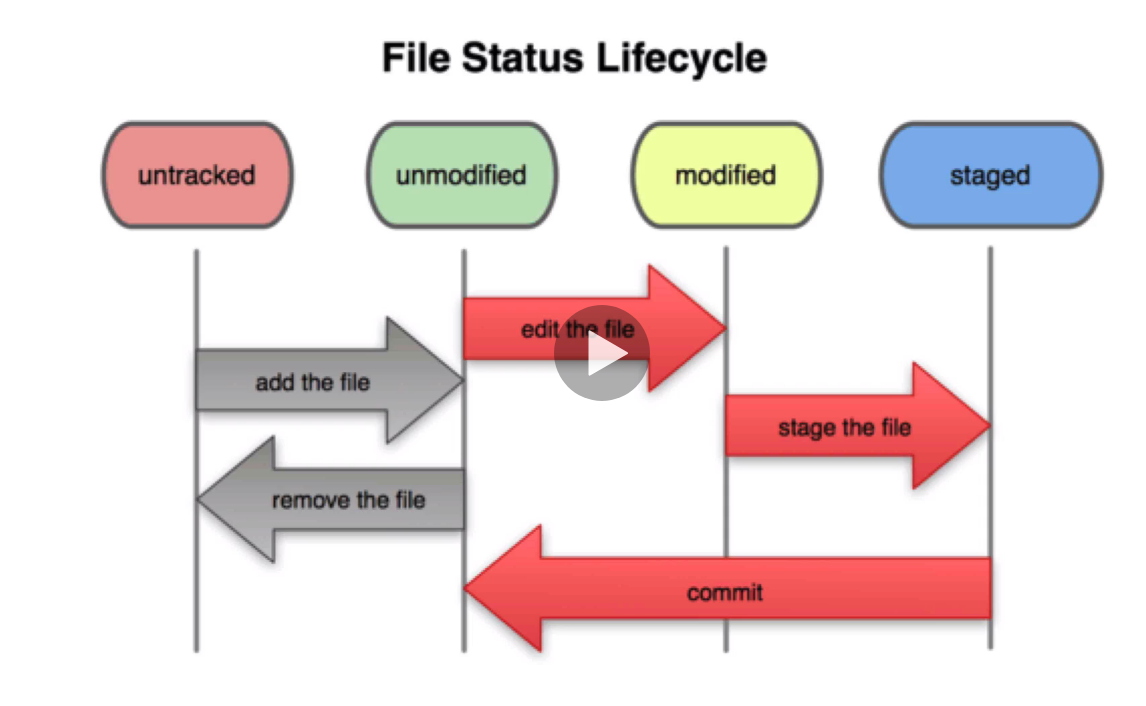 File Status Lifecycle
untracked
unmodified
modified
staged
edit the file
add the file
stage the file
remove the file
commit